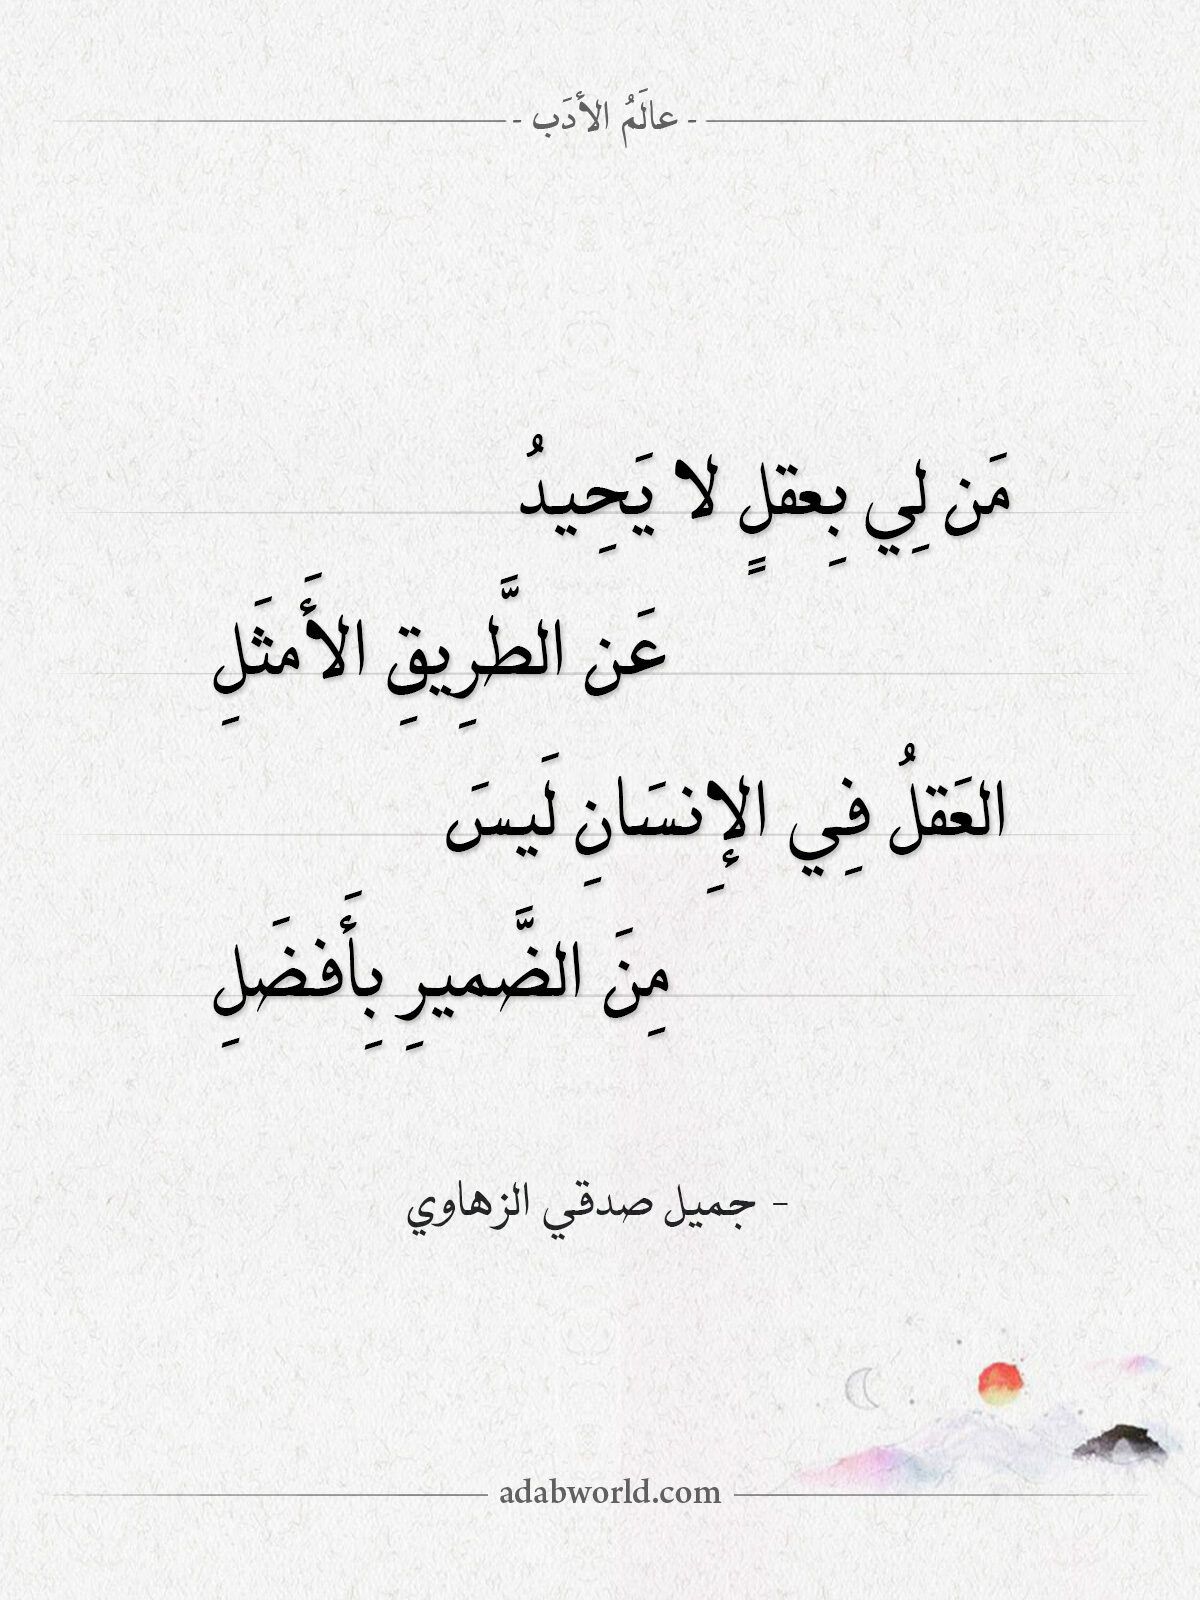 - عالَمُ الأدَب -
مَن لِي بِعقلٍ لا يَحِيدُ
عَن الطَّرِيقِ الأَمثَلِ
العَقلُ فِي الإِنسَانِ لَيسَ
مِنَ الضَّميرِ بِأَفضَلِ
- جميل صدقي الزهاوي
adabworld.com